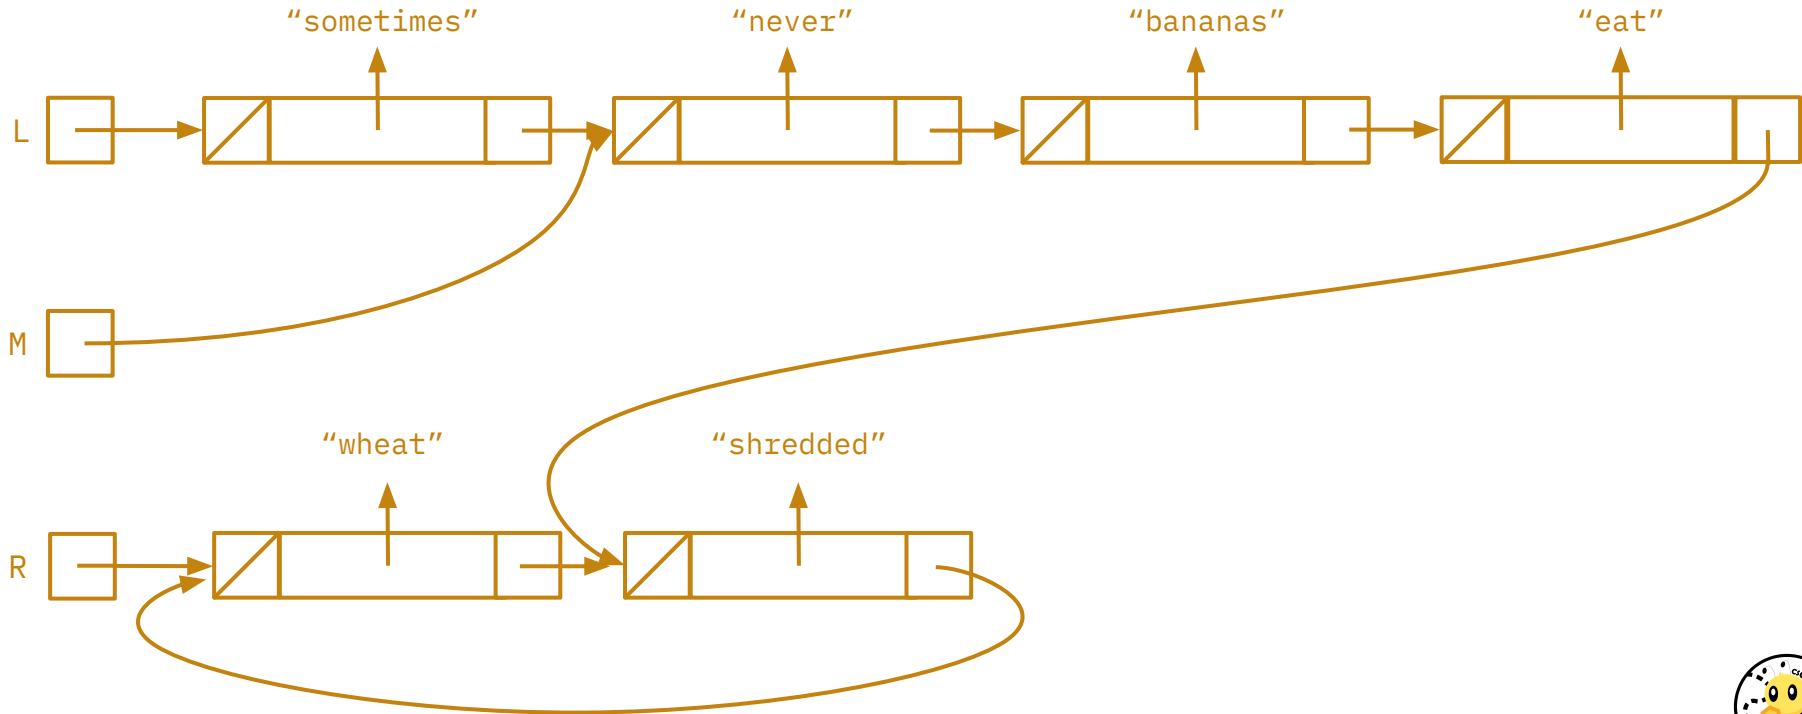 “sometimes” “never” “bananas” “eat”
L
M
“wheat” “shredded”
R